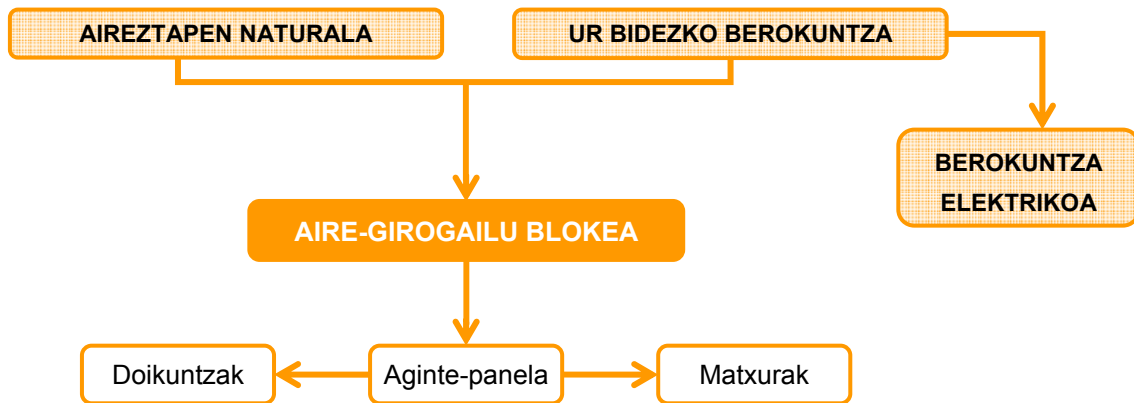 AIREZTAPEN NATURALA
UR BIDEZKO BEROKUNTZA
BEROKUNTZA
ELEKTRIKOA
AIRE-GIROGAILU BLOKEA
Doikuntzak
Aginte-panela
Matxurak